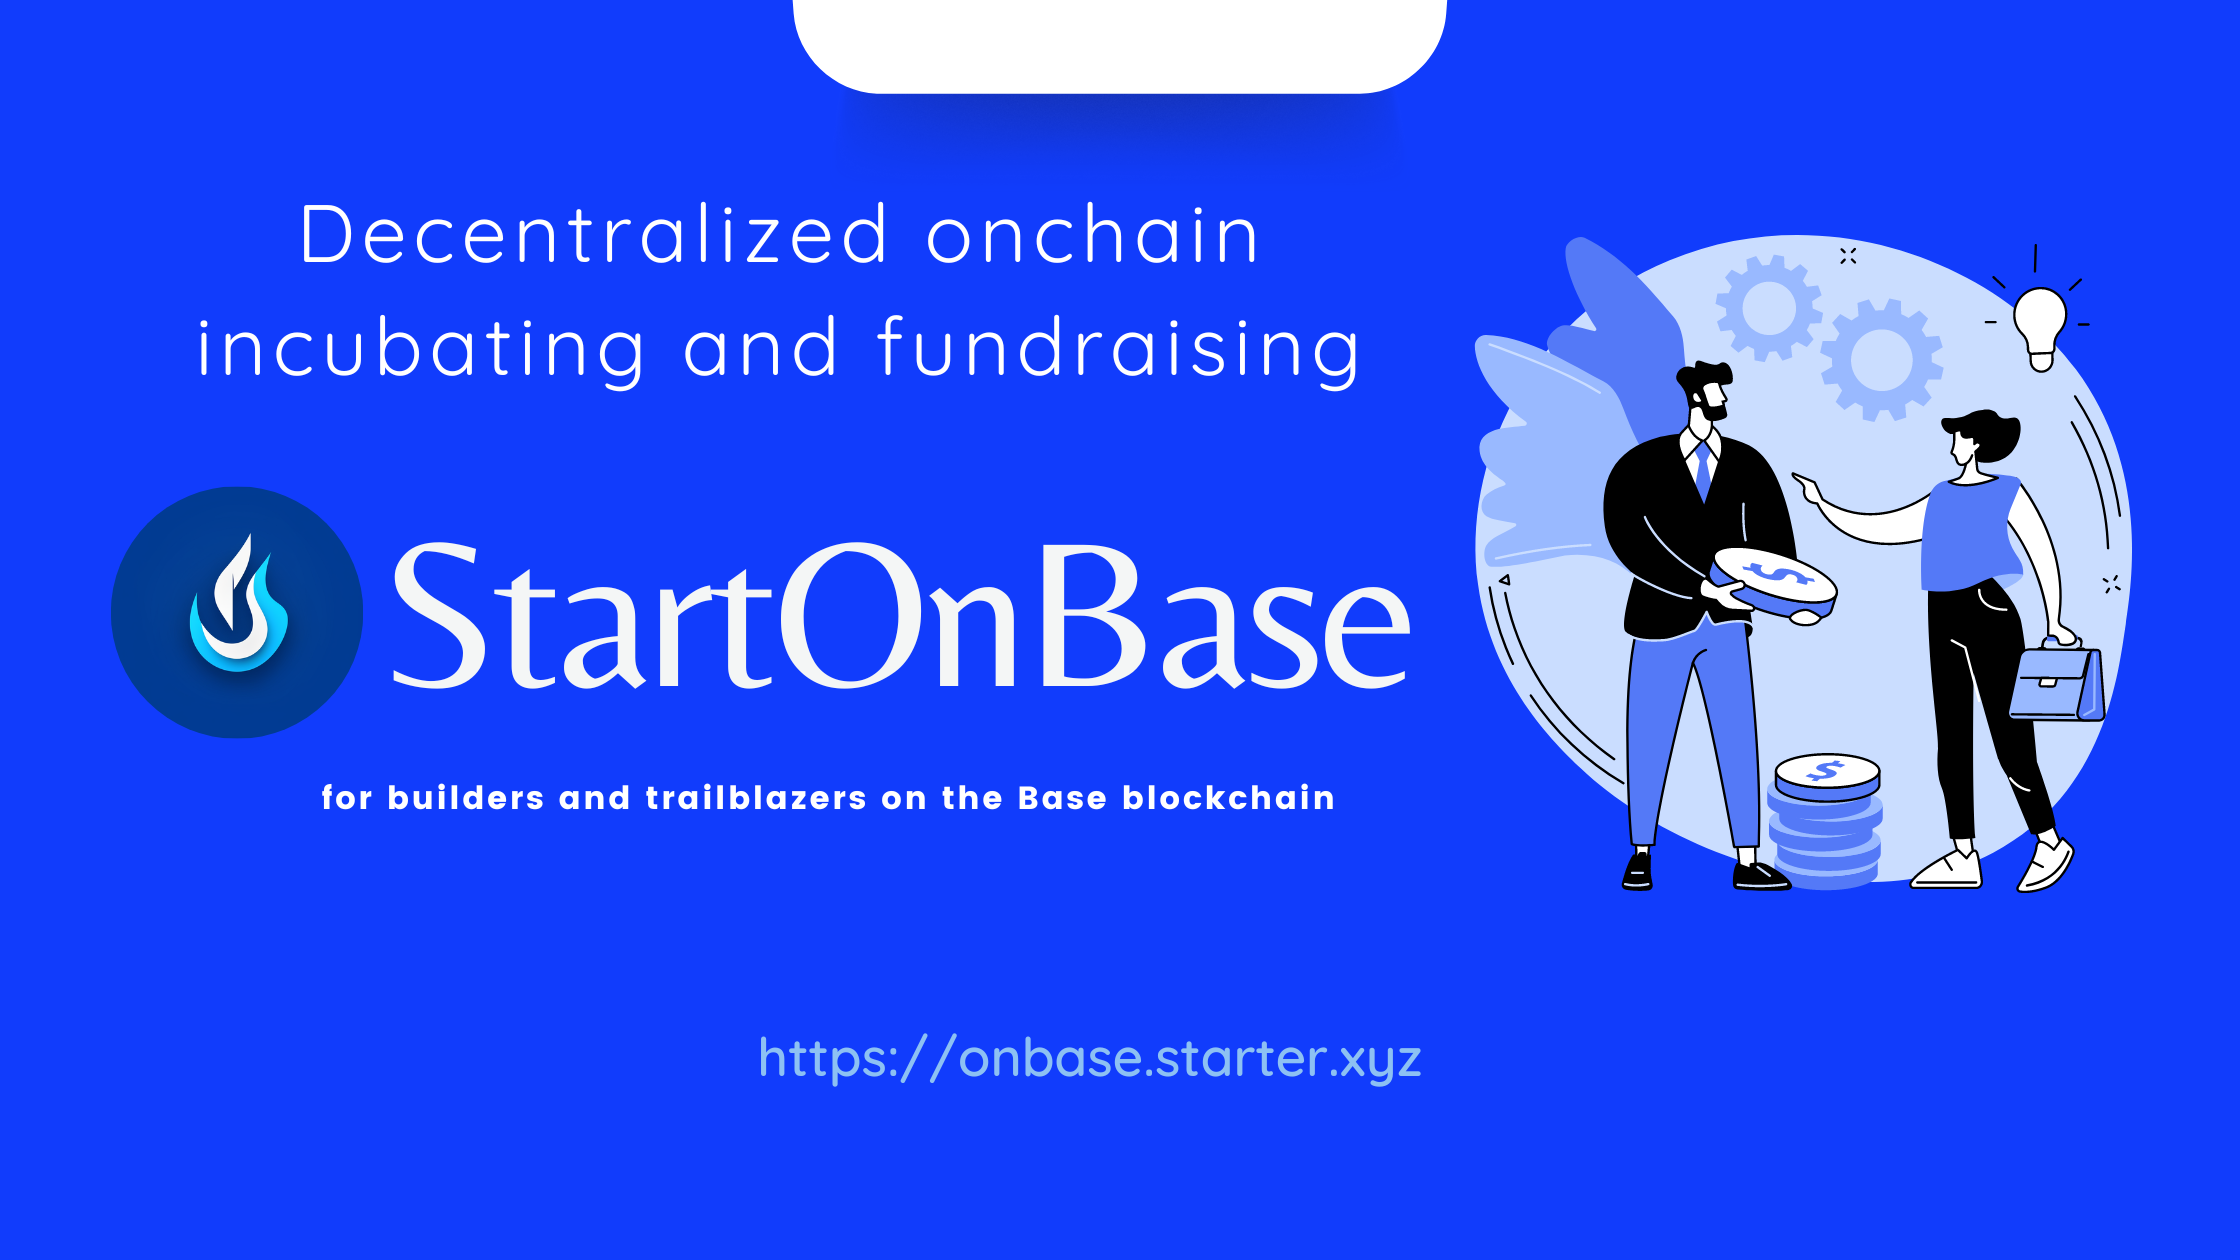 Decentralized onchain
incubating and fundraising
StartOnBase
for builders and trailblazers on the Base blockchain
$
$
https://onbase.starter.xyz